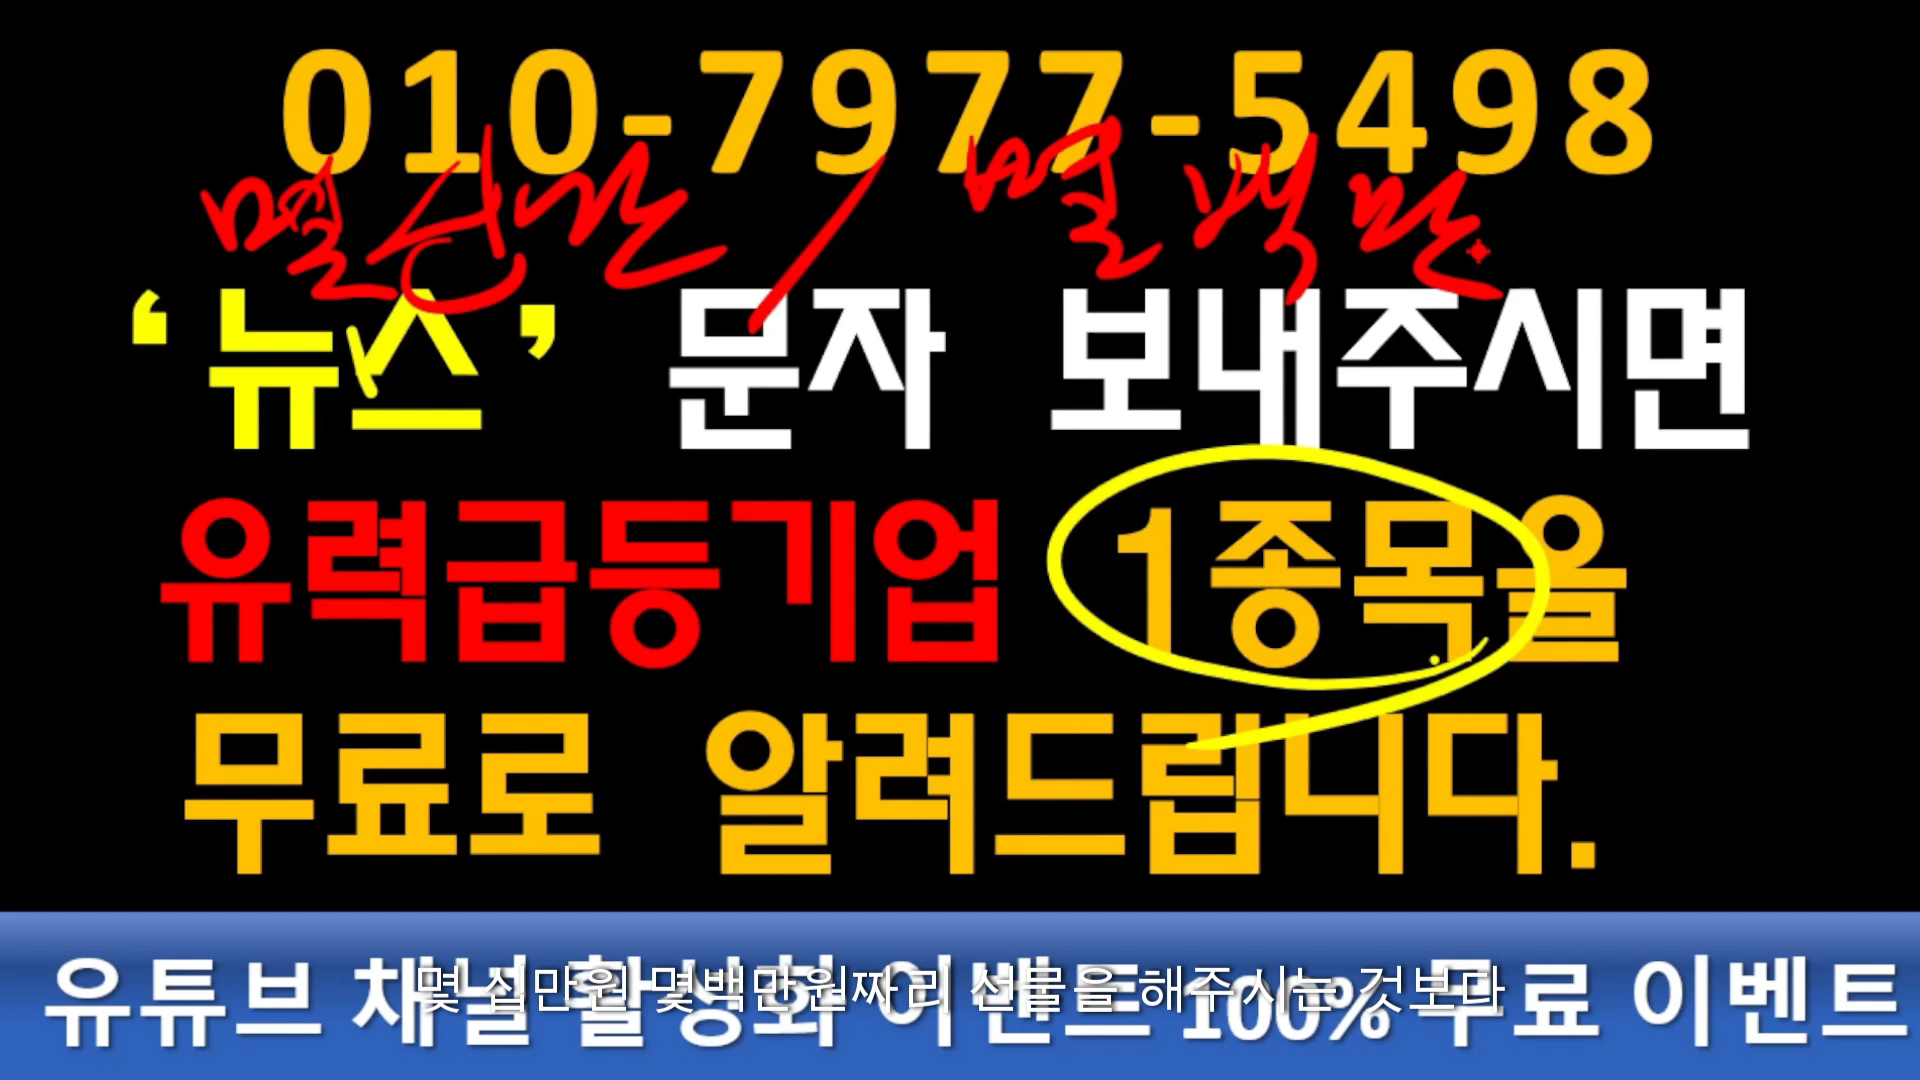 010-7977-5498
몇십만 / 몇백만
'뉴스' 문자 보내주시면
유력급등기업 1종목을
무료로 알려드립니다.
유튜브 채널 활성화 이벤트 100% 무료 이벤트
몇 십만원 몇백만원짜리 선물을 해주시는 것보다